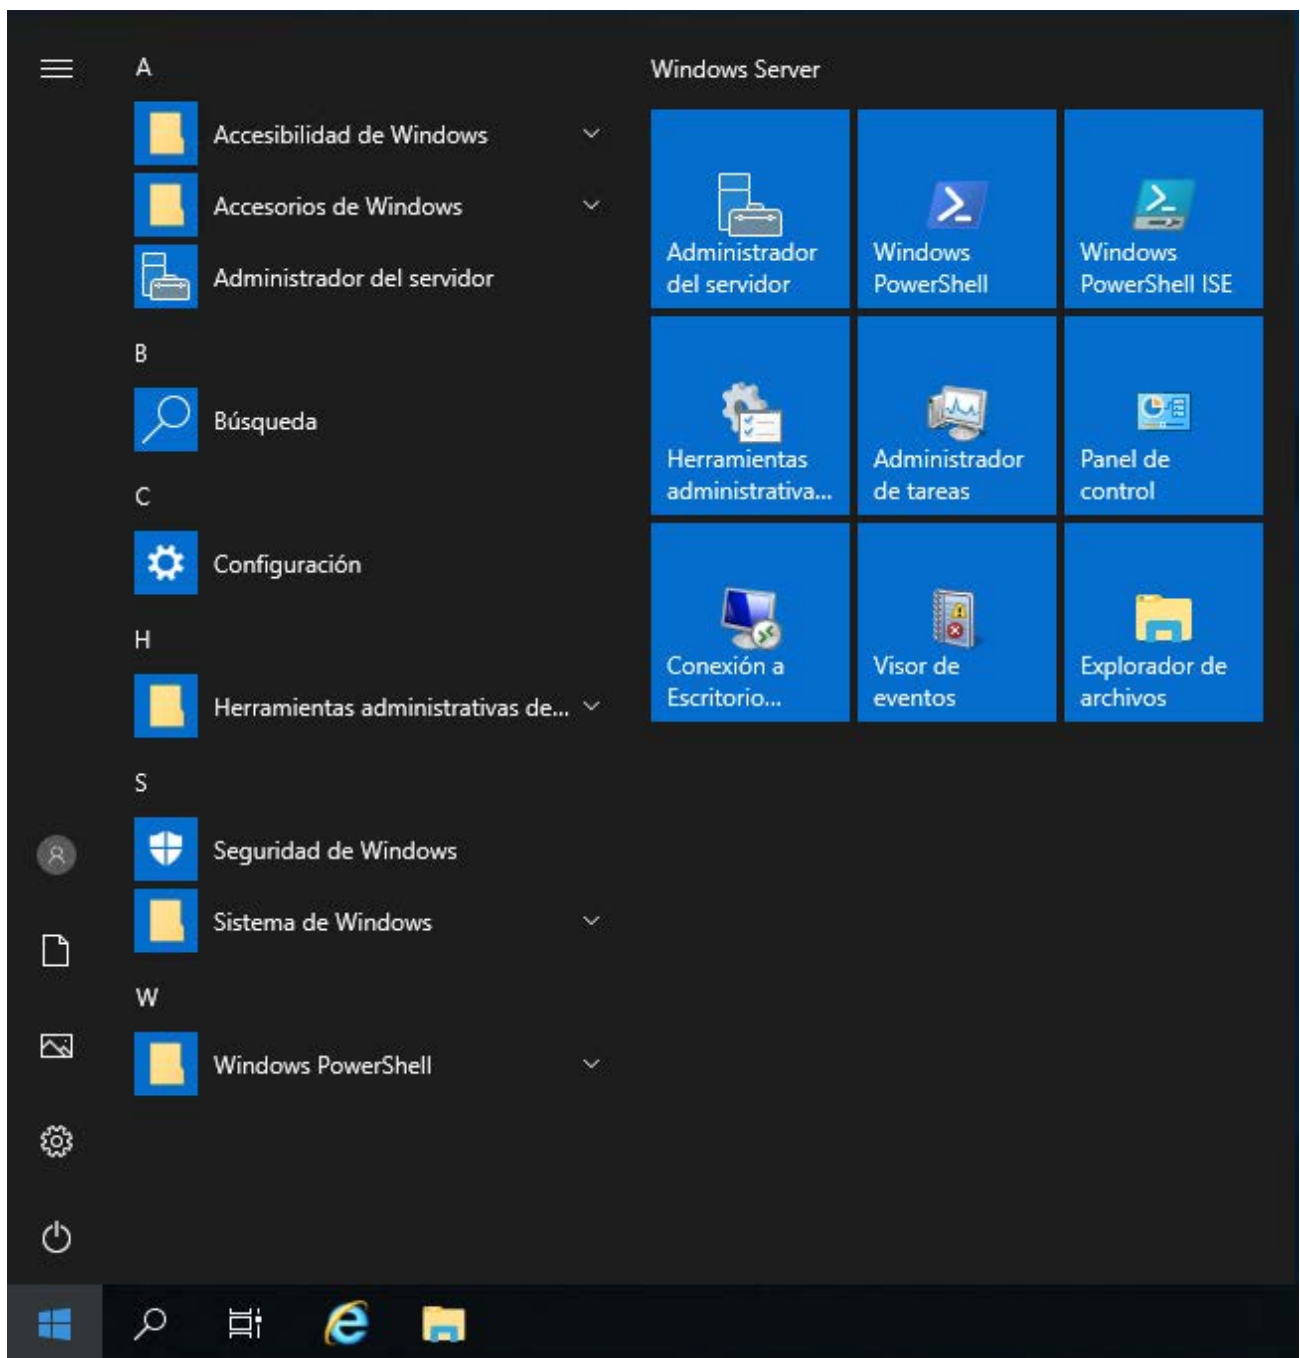 A
Accesibilidad de Windows
Accesorios de Windows
Administrador del servidor
B
Búsqueda
C
Configuración
H
Herramientas administrativas de...
S
Seguridad de Windows
Sistema de Windows
W
Windows PowerShell
Windows Server
Administrador
del servidor
Windows
PowerShell
Windows
PowerShell ISE
Herramientas
administrativa...
Administrador
de tareas
Panel de
control
Conexión a
Escritorio...
Visor de
eventos
Explorador de
archivos